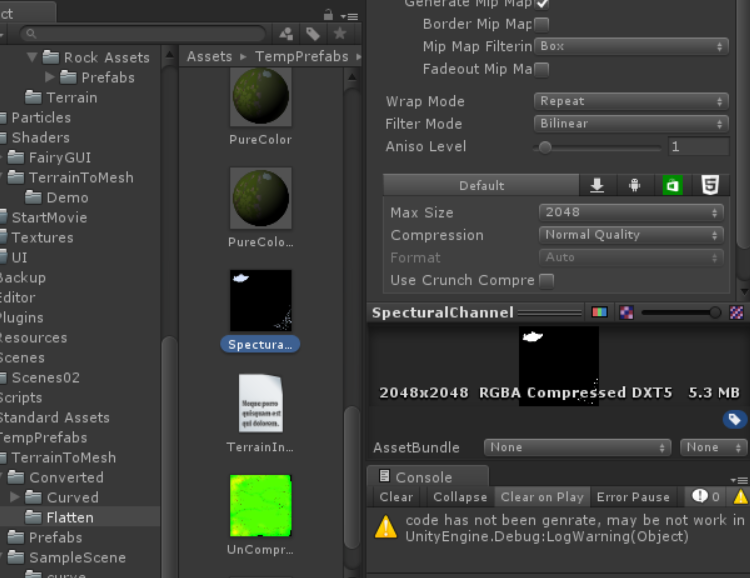 ct
Rock Assets
Prefabs
Terrain
Particles
Shaders
FairyGUI
TerrainToMesh
Demo
StartMovie
Textures
UI
Backup
Editor
Plugins
Resources
Scenes
Scenes02
Scripts
Standard Assets
TempPrefabs
TerrainToMesh
Converted
Curved
Flatten
Prefabs
SampleScene
curve
Assets ▸ TempPrefabs ▸
PureColor
PureColo...
Spectura...
TerrainIn...
UnCompr...
Generate Mip Map
Border Mip Map
Mip Map Filterin Box
Fadeout Mip Ma
Wrap Mode Repeat
Filter Mode Bilinear
Aniso Level 1
Default
Max Size 2048
Compression Normal Quality
Format Auto
Use Crunch Compre
SpecturalChannel
2048x2048 RGBA Compressed DXT5 5.3 MB
AssetBundle None None
Console
Clear Collapse Clear on Play Error Pause 0
code has not been genrate, may be not work in
UnityEngine.Debug:LogWarning(Object)